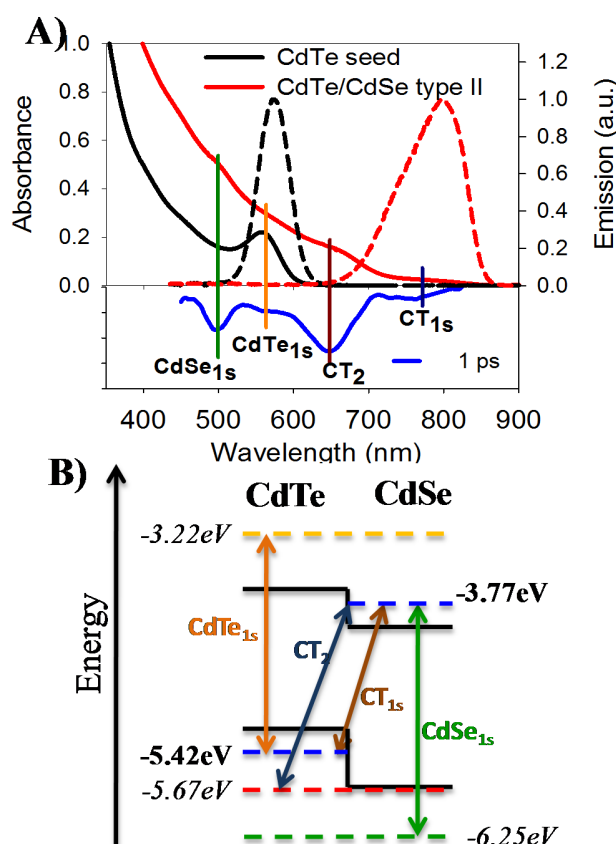 A)
CdTe seed
CdTe/CdSe type II
Absorbance
Emission (a.u.)
1.0
0.8
0.6
0.4
0.2
0.0
1.2
1.0
0.8
0.6
0.4
0.2
0.0
CdSe1s
CdTe1s
CT2
CT1s
1 ps
400 500 600 700 800 900
Wavelength (nm)
B)
CdTe CdSe
Energy
-3.22eV
-3.77eV
CdTe1s
CT2
CT1s
CdSe1s
-5.42eV
-5.67eV
-6.25eV